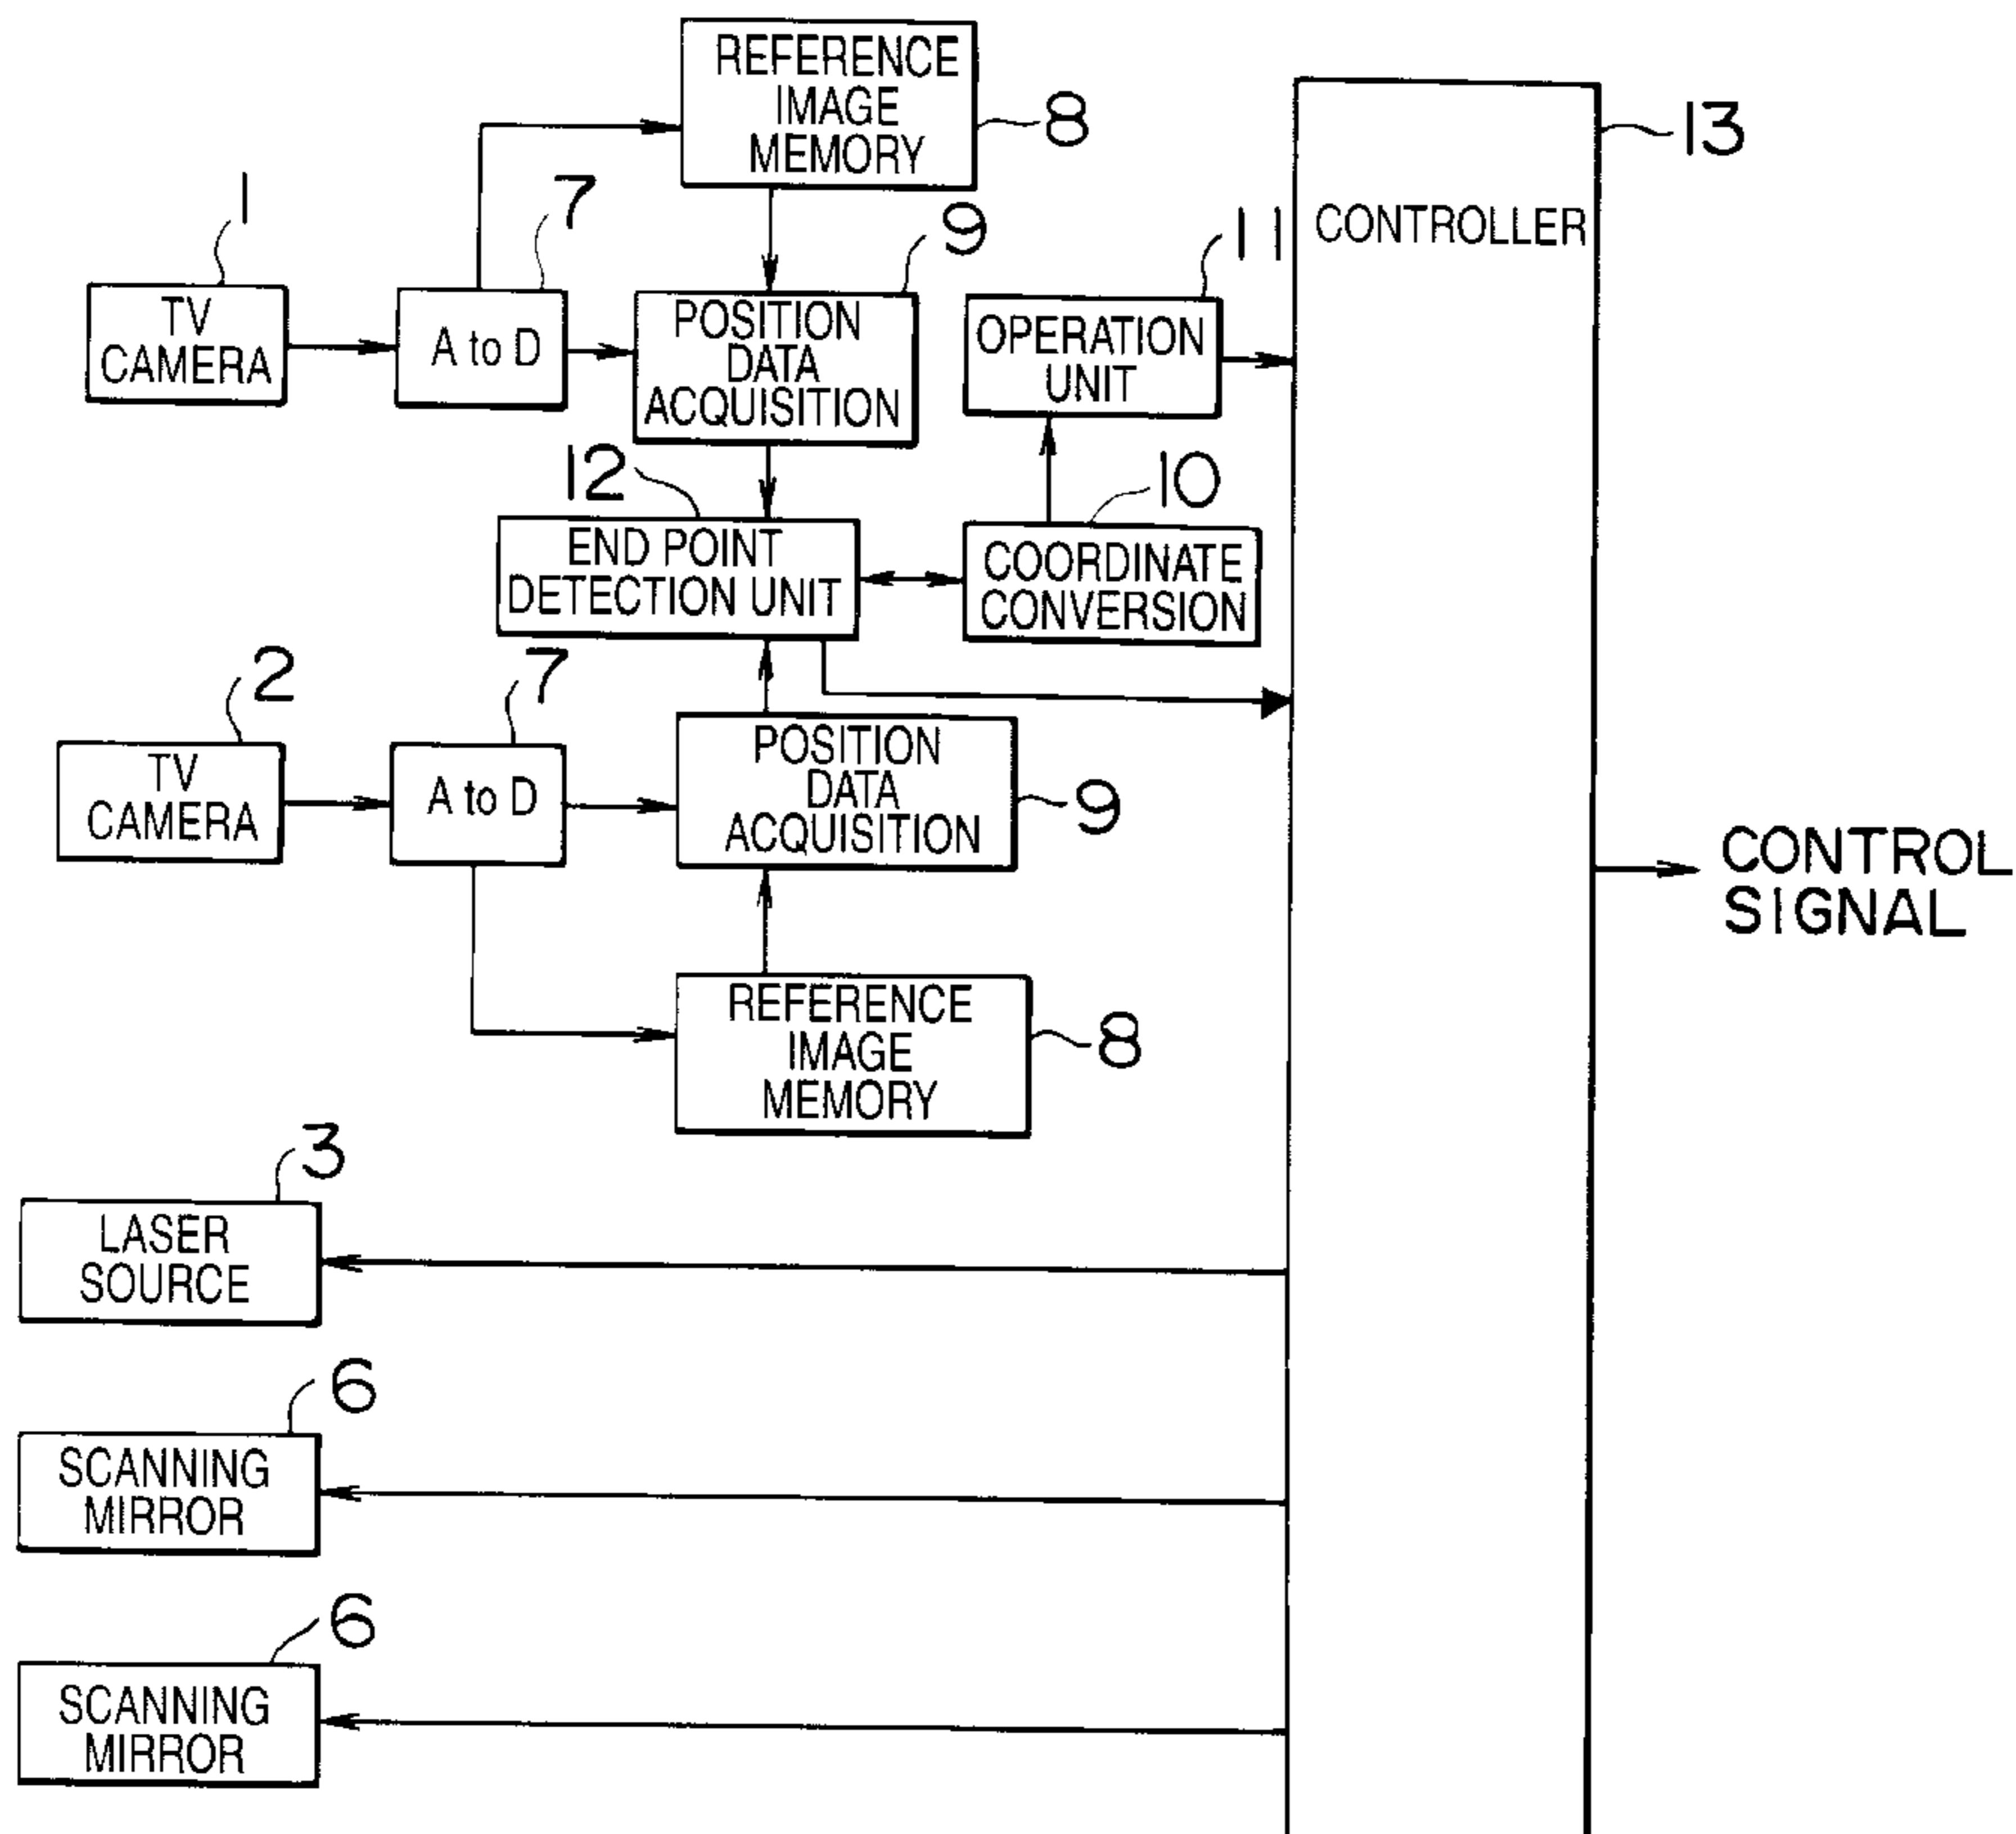 REFERENCE
IMAGE
MEMORY
8
13
1
7
9
11
CONTROLLER
TV
CAMERA
A to D
POSITION
DATA
ACQUISITION
OPERATION
UNIT
12
10
END POINT
DETECTION UNIT
COORDINATE
CONVERSION
2
7
TV
CAMERA
A to D
POSITION
DATA
ACQUISITION
9
CONTROL
SIGNAL
REFERENCE
IMAGE
MEMORY
8
3
LASER
SOURCE
6
SCANNING
MIRROR
6
SCANNING
MIRROR